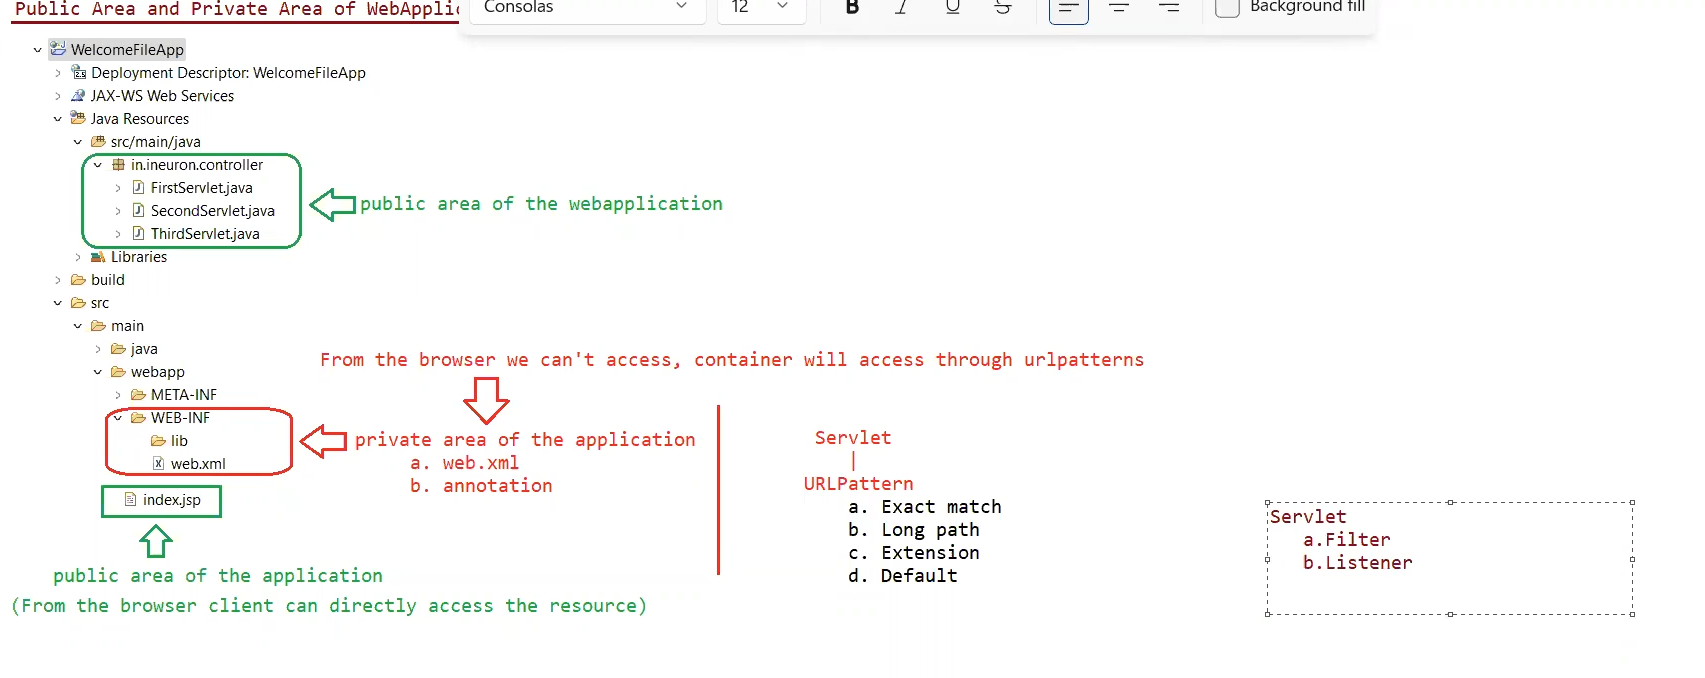 Public Area and Private Area of WebApplic
Consolas
12
B I U S
Background fill
WelcomeFileApp
Deployment Descriptor: WelcomeFileApp
JAX-WS Web Services
Java Resources
src/main/java
in.ineuron.controller
FirstServlet.java
SecondServlet.java
ThirdServlet.java
public area of the webapplication
Libraries
build
src
main
java
webapp
META-INF
WEB-INF
lib
web.xml
index.jsp
From the browser we can't access, container will access through urlpatterns
private area of the application
a. web.xml
b. annotation
public area of the application
(From the browser client can directly access the resource)
Servlet
|
URLPattern
a. Exact match
b. Long path
c. Extension
d. Default
Servlet
a.Filter
b.Listener